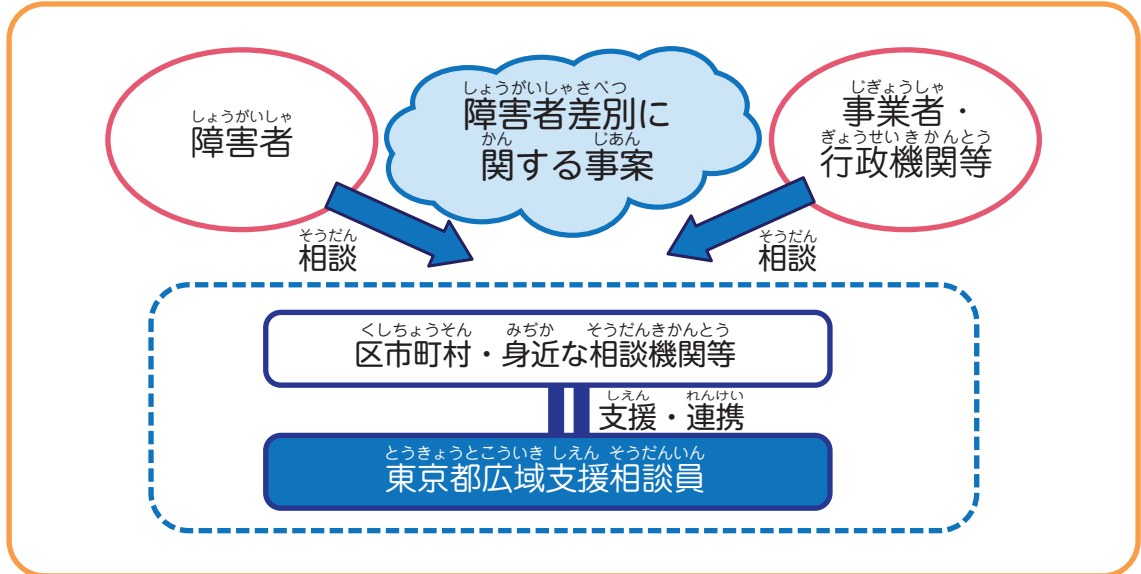 しょうがいしゃ
障害者
しょうがいしゃさべつ
障害者差別に
かん じあん
関する事案
じぎょうしゃ
事業者・
ぎょうせいきかんとう
行政機関等
そうだん
相談
そうだん
相談
くしちょうそん みぢか そうだんきかんとう
区市町村・身近な相談機関等
しえん れんけい
支援・連携
とうきょうとこういき しえん そうだんいん
東京都広域支援相談員